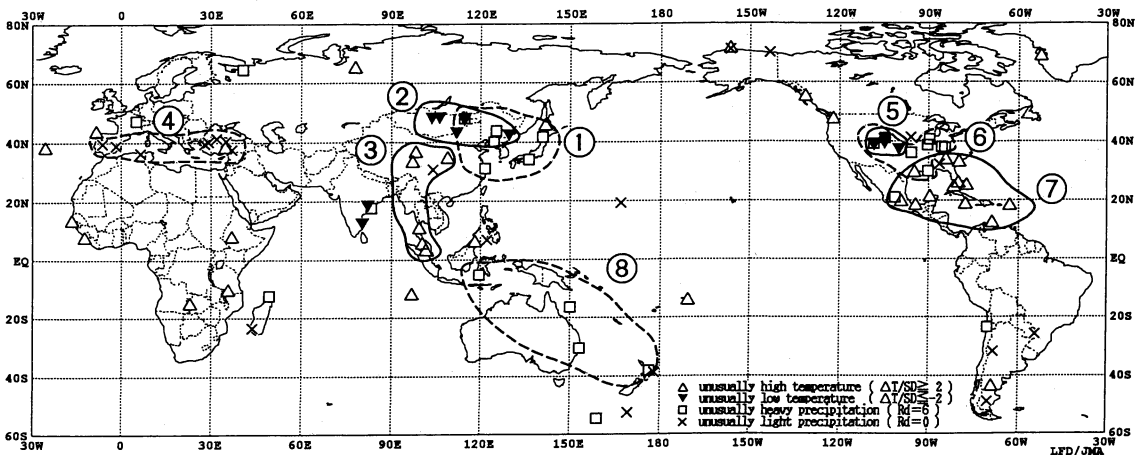 30W 0 30E 60E 90E 120E 150E 180 150W 120W 90W 60W 30W
80N 80N
60N 60N
40N 40N
20N 20N
EQ EQ
20S 20S
40S 40S
60S 60S
② ① ③ ④ ⑤ ⑥ ⑦ ⑧
△ unusually high temperature ( △T/SD≧ 2 )
▼ unusually low temperature ( △T/SD≦-2 )
□ unusually heavy precipitation ( Rd=6 )
× unusually light precipitation ( Rd=0 )
30W 0 30E 60E 90E 120E 150E 180 150W 120W 90W 60W 30W
LFD/JMA